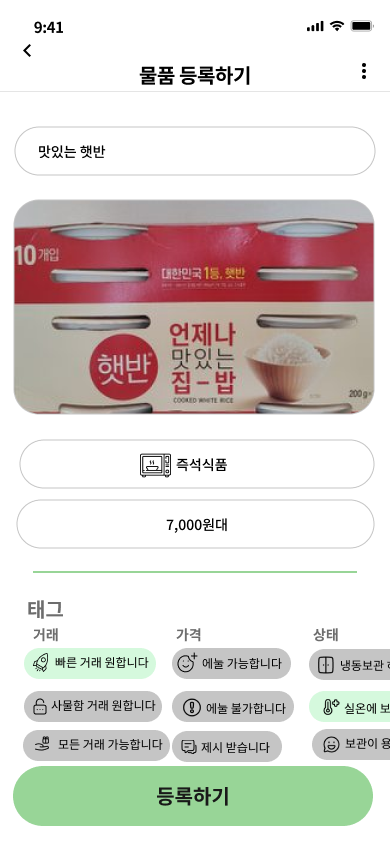 9:41
물품 등록하기
맛있는 햇반
10개입
대한민국 1등, 햇반
햇반
언제나
맛있는
집-밥
COOKED WHITE RICE
200g
즉석식품
7,000원대
태그
거래 가격 상태
빠른 거래 원합니다 에눌 가능합니다 냉동보관
사물함 거래 원합니다 에눌 불가합니다 실온에
모든 거래 가능합니다 제시 받습니다 보관이
등록하기